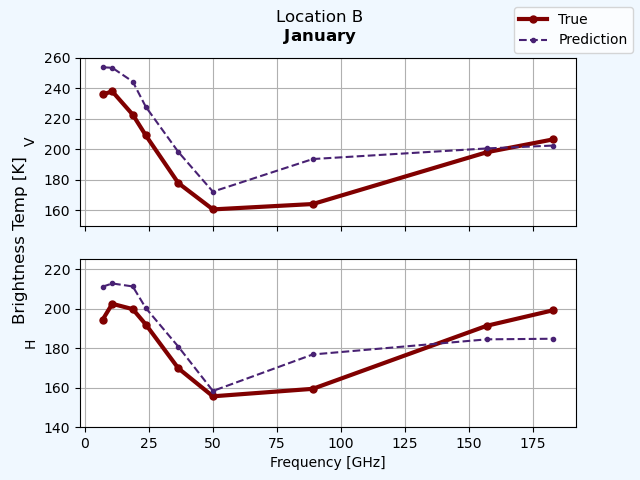 Location B
January
True
Prediction
Brightness Temp [K]
V
260
240
220
200
180
160
H
220
200
180
160
140
0
25
50
75
100
125
150
175
Frequency [GHz]